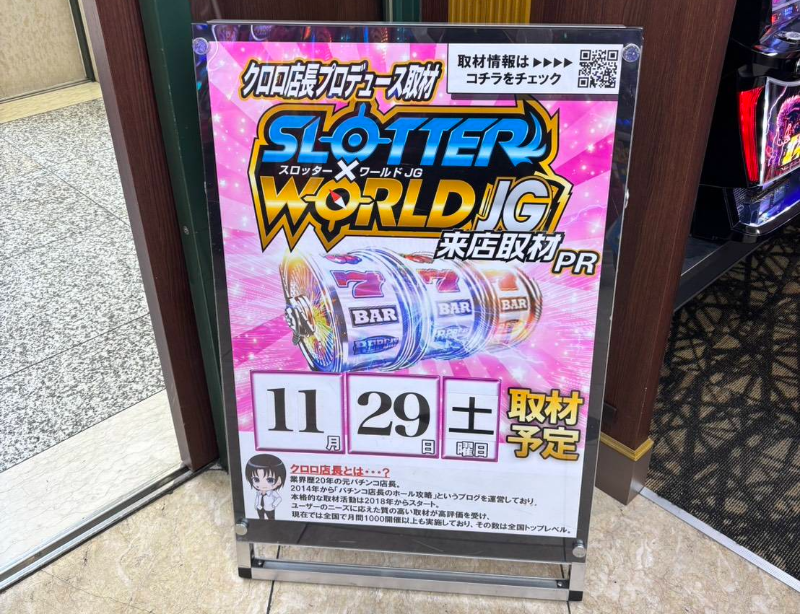 取材情報は▶▶▶▶
コチラをチェック
クロロ店長プロデュース取材
SLOTTER
スロッター×ワールドJG
WORLD JG
来店取材
PR
7 7 7
BAR BAR BAR
11月 29日 土曜日
取材
予定
クロロ店長とは・・・?
業界歴20年の元パチンコ店長。
2014年から「パチンコ店長のホール攻略」というブログを運営しており、
本格的な取材活動は2018年からスタート。
ユーザーのニーズに応えた質の高い取材が高評価を受け、
現在では全国で月間1000開催以上も実施しており、その数は全国トップレベル。